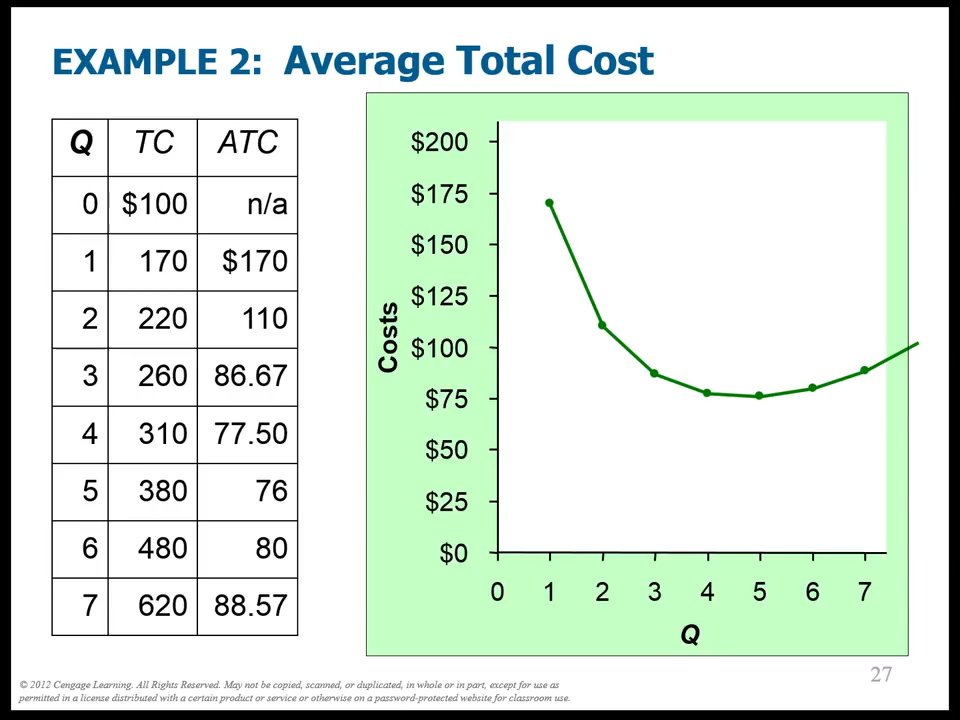 EXAMPLE 2: Average Total Cost
Q TC ATC
0 $100 n/a
1 170 $170
2 220 110
3 260 86.67
4 310 77.50
5 380 76
6 480 80
7 620 88.57
$200
$175
$150
$125
$100
$75
$50
$25
$0
Costs
0 1 2 3 4 5 6 7
Q
27
© 2012 Cengage Learning. All Rights Reserved. May not be copied, scanned, or duplicated, in whole or in part, except for use as
permitted in a license distributed with a certain product or service or otherwise on a password-protected website for classroom use.